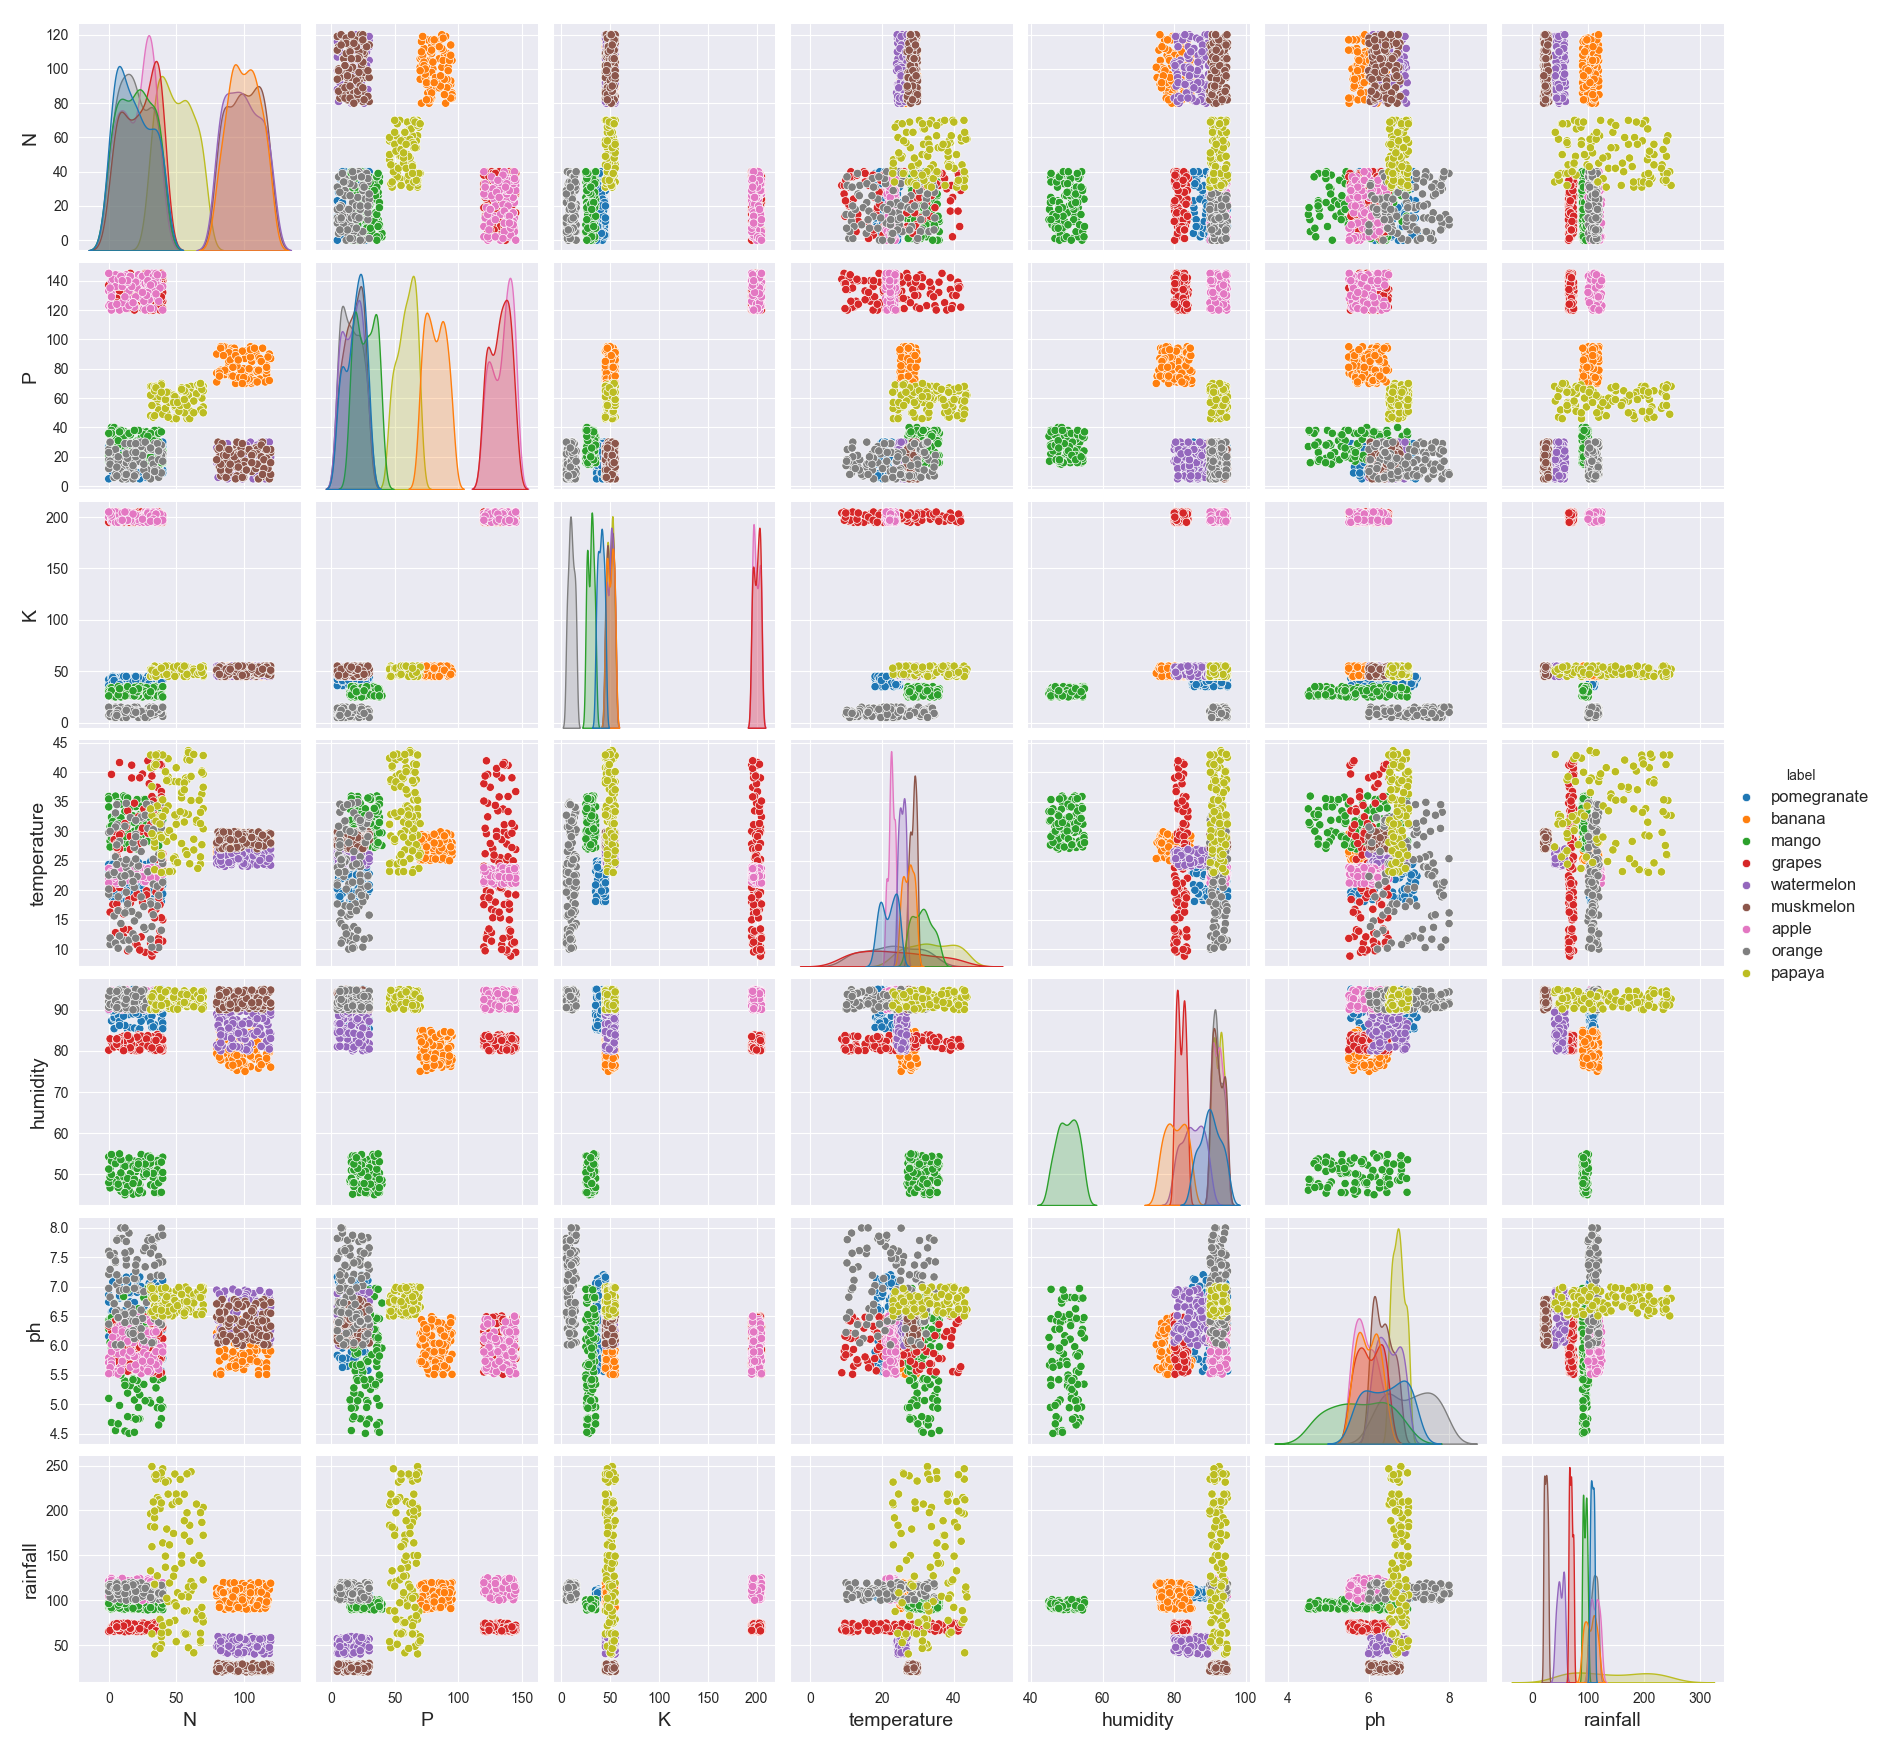 120
100
80
60
40
20
0
N
140
120
100
80
60
40
20
0
P
200
150
100
50
0
K
45
40
35
30
25
20
15
10
temperature
90
80
70
60
50
humidity
8.0
7.5
7.0
6.5
6.0
5.5
5.0
4.5
ph
250
200
150
100
50
rainfall
0 50 100
N
0 50 100 150
P
0 50 100 150 200
K
0 20 40
temperature
40 60 80 100
humidity
4 6 8
ph
0 100 200 300
rainfall
label
pomegranate
banana
mango
grapes
watermelon
muskmelon
apple
orange
papaya